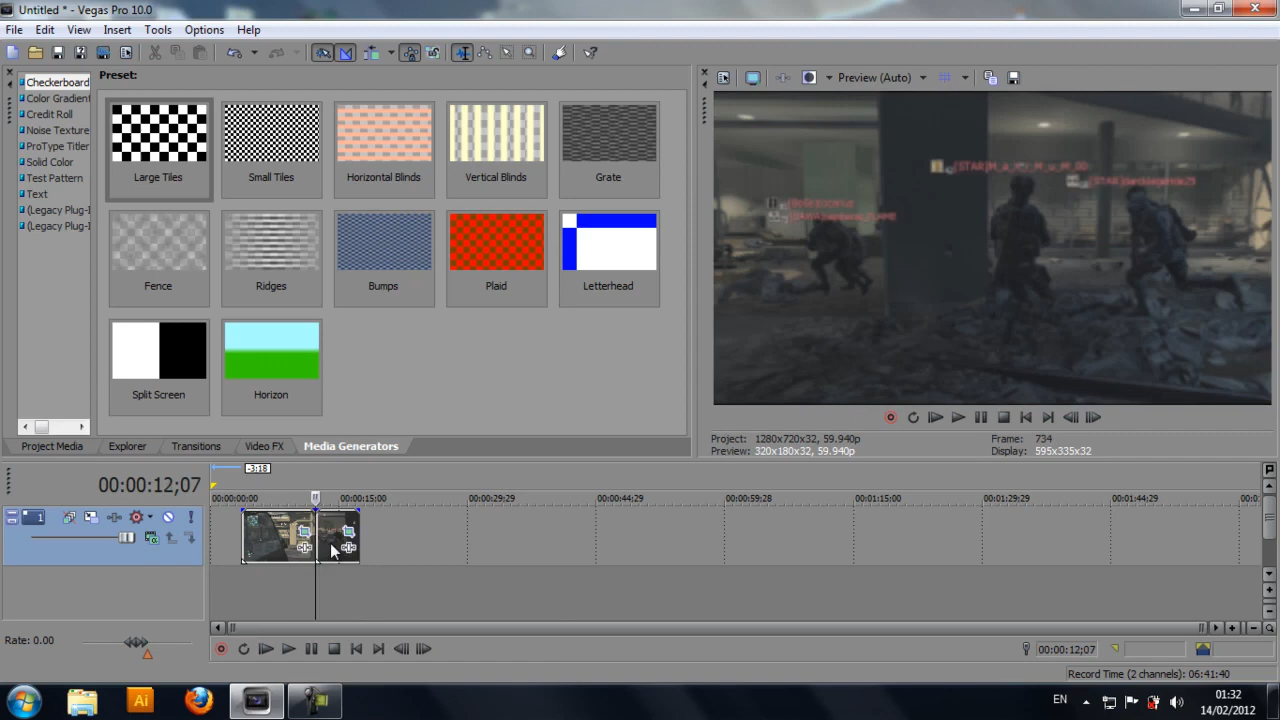 Untitled * - Vegas Pro 10.0
File Edit View Insert Tools Options Help
Checkerboard
Color Gradient
Credit Roll
Noise Texture
ProType Titler
Solid Color
Test Pattern
Text
(Legacy Plug-I
(Legacy Plug-I
Preset:
Large Tiles Small Tiles Horizontal Blinds Vertical Blinds Grate
Fence Ridges Bumps Plaid Letterhead
Split Screen Horizon
Project Media Explorer Transitions Video FX Media Generators
Preview (Auto)
Project: 1280x720x32, 59.940p
Preview: 320x180x32, 59.940p
Frame: 734
Display: 595x335x32
00:00:12;07
-3:18
00:00:00;00 00:00:15;00 00:00:29;29 00:00:44;29 00:00:59;28 00:01:15;00 00:01:29;29 00:01:44;29 00:0
1
Rate: 0.00
00:00:12;07
Record Time (2 channels): 06:41:40
Ai
EN
01:32
14/02/2012